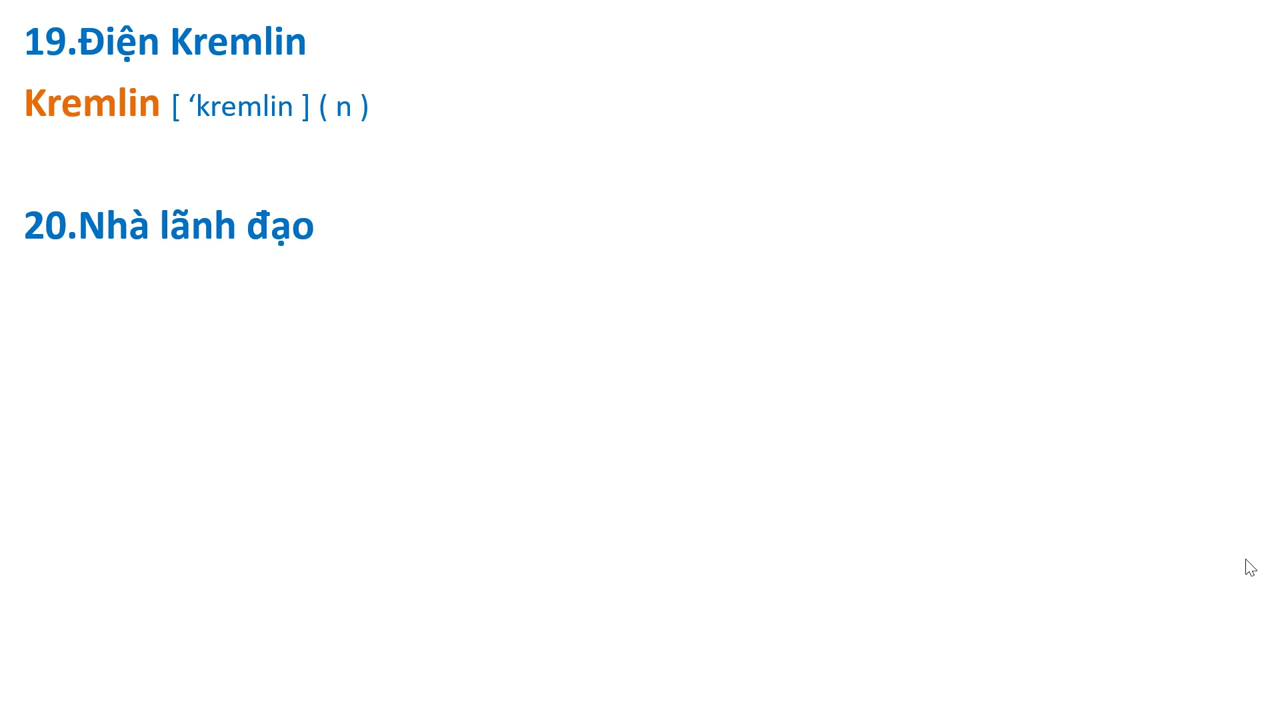 19.Điện Kremlin
Kremlin [ ‘kremlin ] ( n )
20.Nhà lãnh đạo